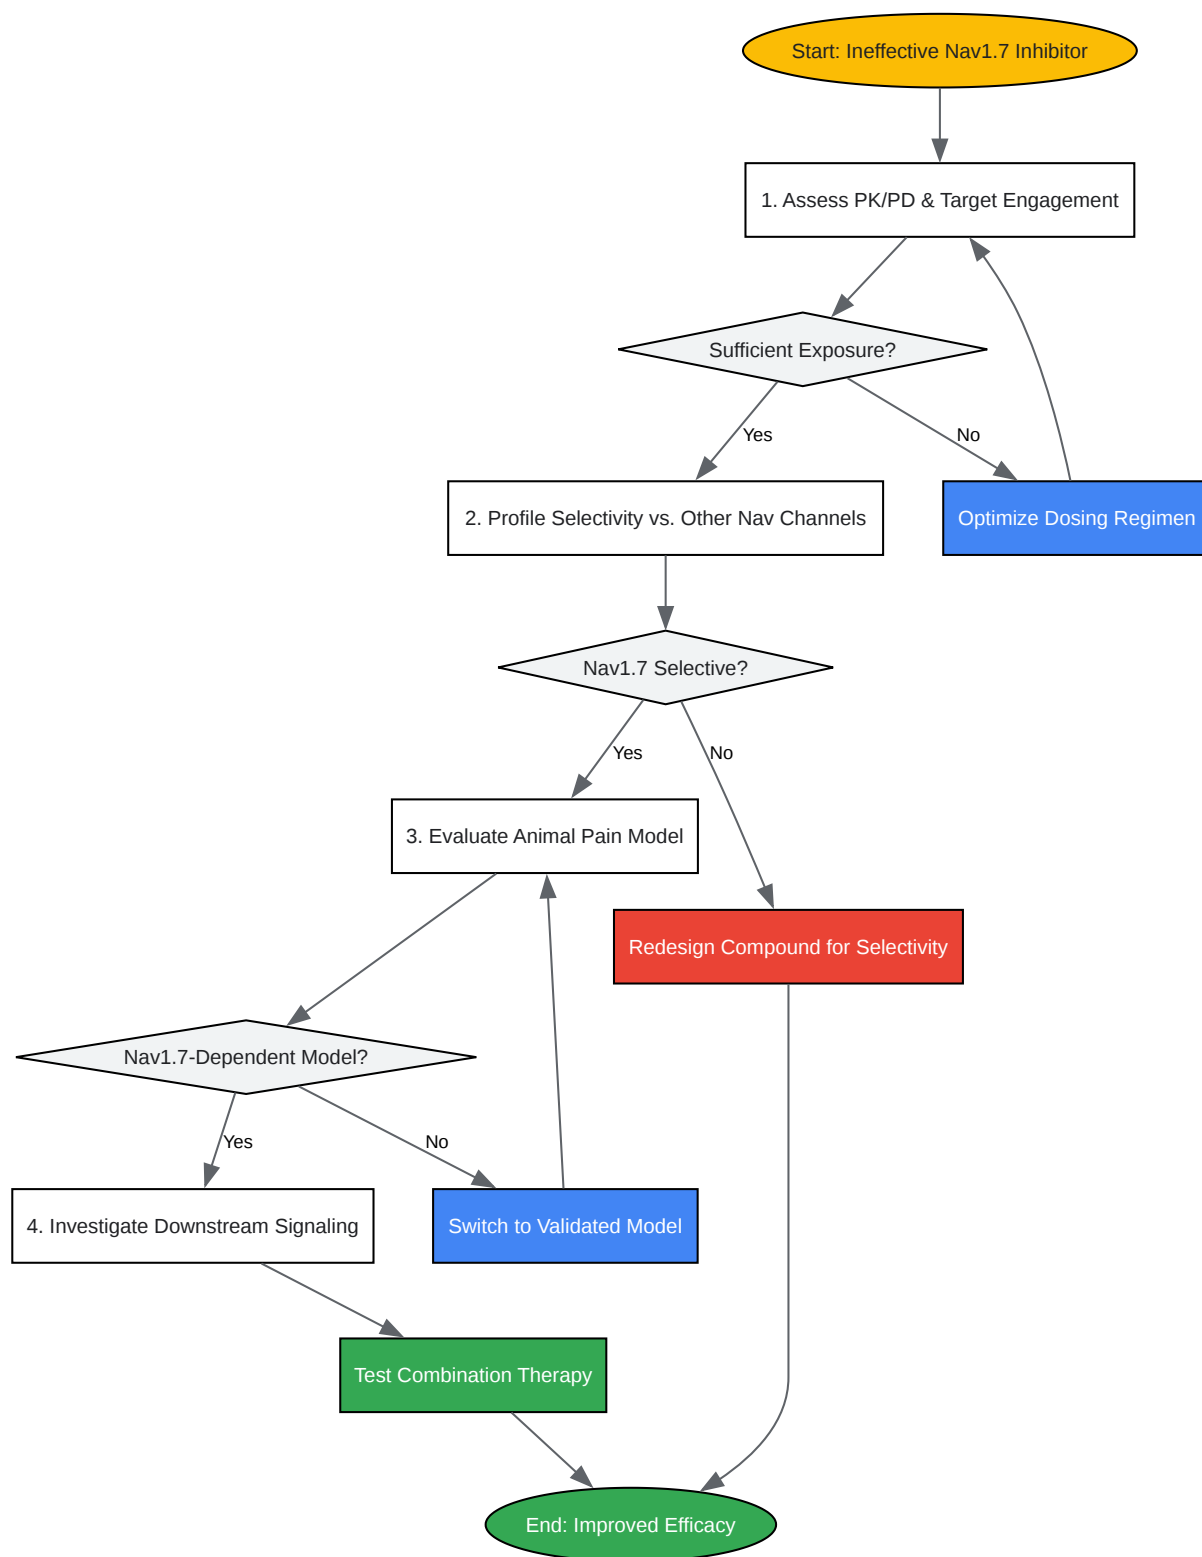 Start: Ineffective Nav1.7 Inhibitor
1. Assess PK/PD & Target Engagement
Sufficient Exposure?
Yes
No
2. Profile Selectivity vs. Other Nav Channels
Optimize Dosing Regimen
Nav1.7 Selective?
Yes
No
3. Evaluate Animal Pain Model
Redesign Compound for Selectivity
Nav1.7-Dependent Model?
Yes
No
4. Investigate Downstream Signaling
Switch to Validated Model
Test Combination Therapy
End: Improved Efficacy